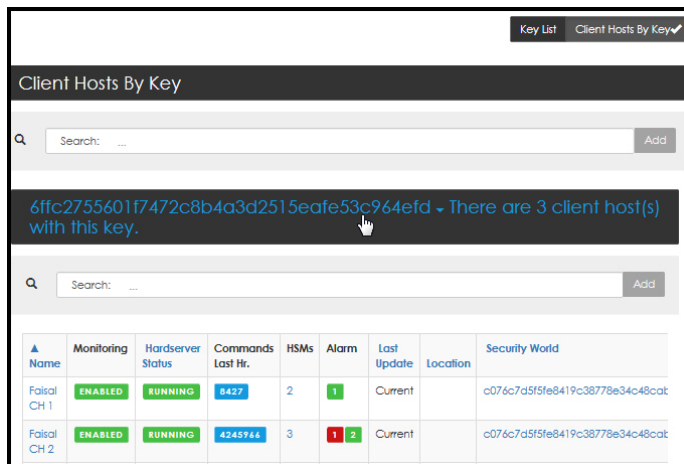 Key List Client Hosts By Key
Client Hosts By Key
Search: ... Add
6ffc2755601f7472c8b4a3d2515eafe53c964efd - There are 3 client host(s)
with this key.
Search: ... Add
▲ Monitoring Hardserver Commands HSMs Alarm Last Location Security World
Name Status Last Hr. Update
Faisal ENABLED RUNNING 8427 2 1 Current c076c7d5f5fe8419c38778e34c48cab
CH 1
Faisal ENABLED RUNNING 4245966 3 1 2 Current c076c7d5f5fe8419c38778e34c48cab
CH 2